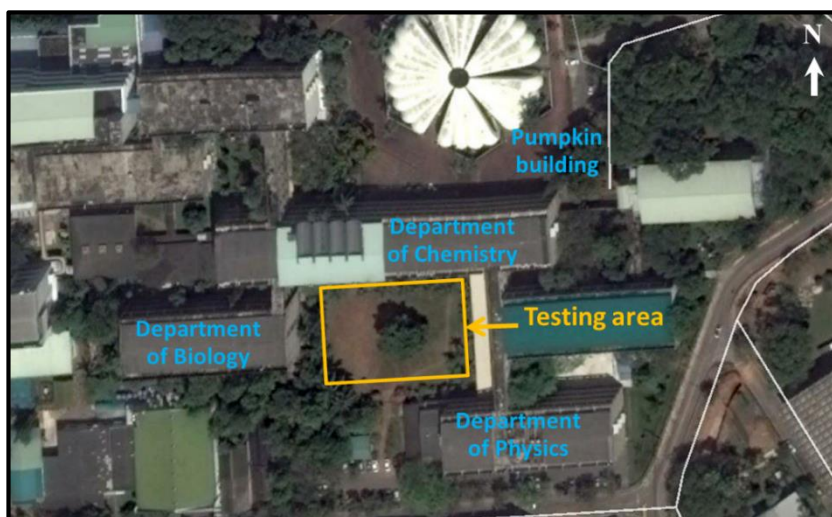 N
Pumpkin
building
Department
of Chemistry
Testing area
Department
of Biology
Department
of Physics